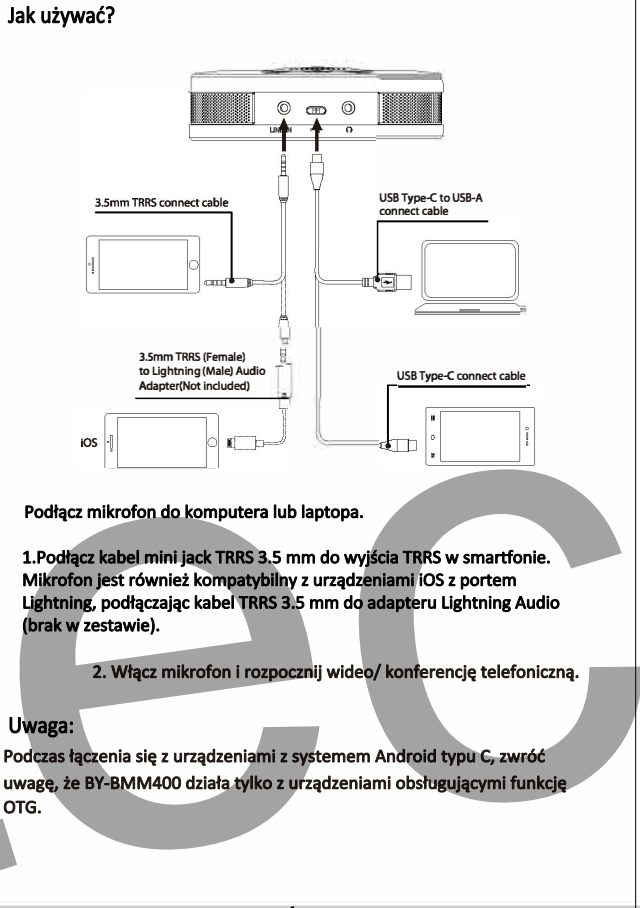 Jak używać?
LINE IN
3.5mm TRRS connect cable
USB Type-C to USB-A
connect cable
3.5mm TRRS (Female)
to Lightning (Male) Audio
Adapter(Not included)
USB Type-C connect cable
iOS
Podłącz mikrofon do komputera lub laptopa.
1.Podłącz kabel mini jack TRRS 3.5 mm do wyjścia TRRS w smartfonie.
Mikrofon jest również kompatybilny z urządzeniami iOS z portem
Lightning, podłączając kabel TRRS 3.5 mm do adapteru Lightning Audio
(brak w zestawie).
2. Włącz mikrofon i rozpocznij wideo/ konferencję telefoniczną.
Uwaga:
Podczas łączenia się z urządzeniami z systemem Android typu C, zwróć
uwagę, że BY-BMM400 działa tylko z urządzeniami obsługującymi funkcję
OTG.